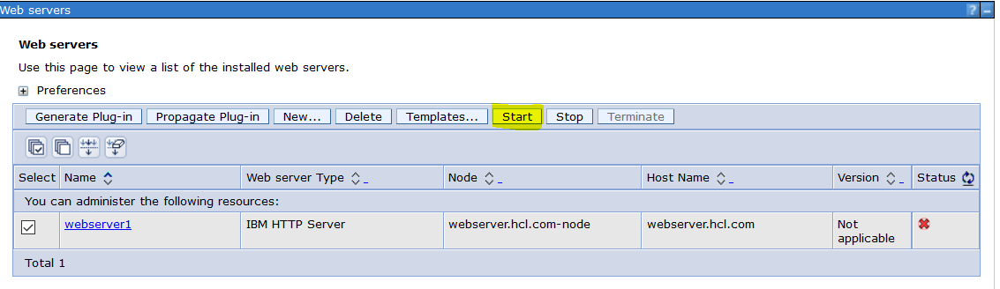 Web servers
? –
Web servers
Use this page to view a list of the installed web servers.
+ Preferences
Generate Plug-in Propagate Plug-in New... Delete Templates... Start Stop Terminate
Select Name Web server Type Node Host Name Version Status
You can administer the following resources:
webserver1 IBM HTTP Server webserver.hcl.com-node webserver.hcl.com Not applicable
Total 1